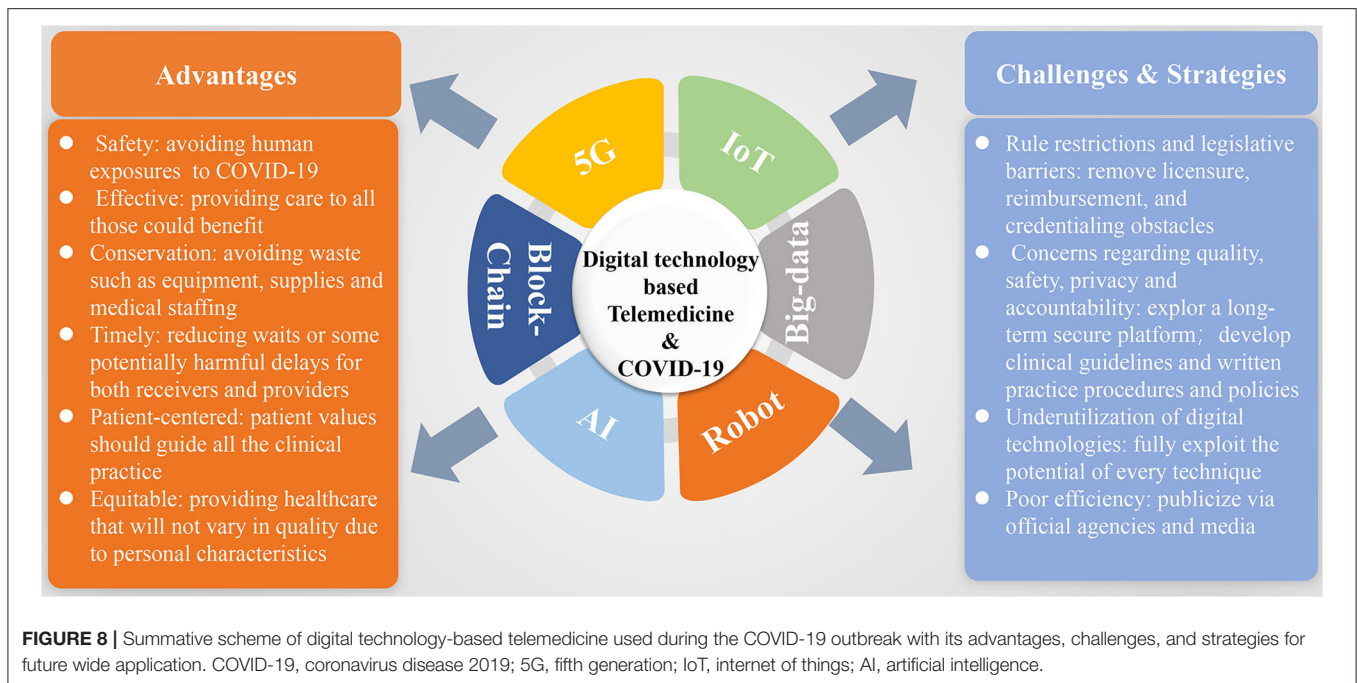 Advantages
Safety: avoiding human
exposures to COVID-19
Effective: providing care to all
those could benefit
Conservation: avoiding waste
such as equipment, supplies and
medical staffing
Timely: reducing waits or some
potentially harmful delays for
both receivers and providers
Patient-centered: patient values
should guide all the clinical
practice
Equitable: providing healthcare
that will not vary in quality due
to personal characteristics
5G
IoT
Block-
Chain
Digital technology
based
Telemedicine
&
COVID-19
Big-data
AI
Robot
Challenges & Strategies
Rule restrictions and legislative
barriers: remove licensure,
reimbursement, and
credentialing obstacles
Concerns regarding quality,
safety, privacy and
accountability: explor a long-
term secure platform； develop
clinical guidelines and written
practice procedures and policies
Underutilization of digital
technologies: fully exploit the
potential of every technique
Poor efficiency: publicize via
official agencies and media
FIGURE 8 | Summative scheme of digital technology-based telemedicine used during the COVID-19 outbreak with its advantages, challenges, and strategies for
future wide application. COVID-19, coronavirus disease 2019; 5G, fifth generation; IoT, internet of things; AI, artificial intelligence.